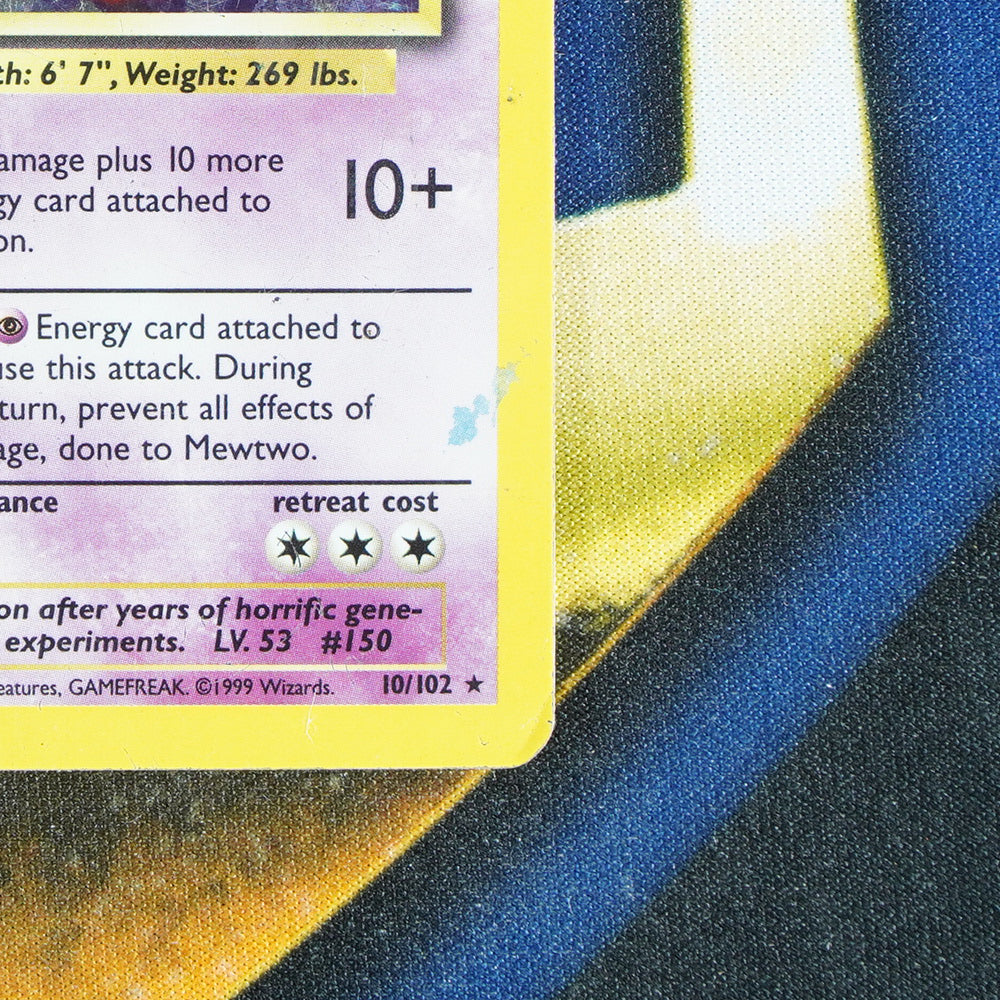 th: 6' 7", Weight: 269 lbs.
amage plus 10 more
gy card attached to
on.
10+
Energy card attached to
use this attack. During
turn, prevent all effects of
age, done to Mewtwo.
ance
retreat cost
on after years of horrific gene-
experiments. LV. 53 #150
eatures, GAMEFREAK. ©1999 Wizards. 10/102 ★